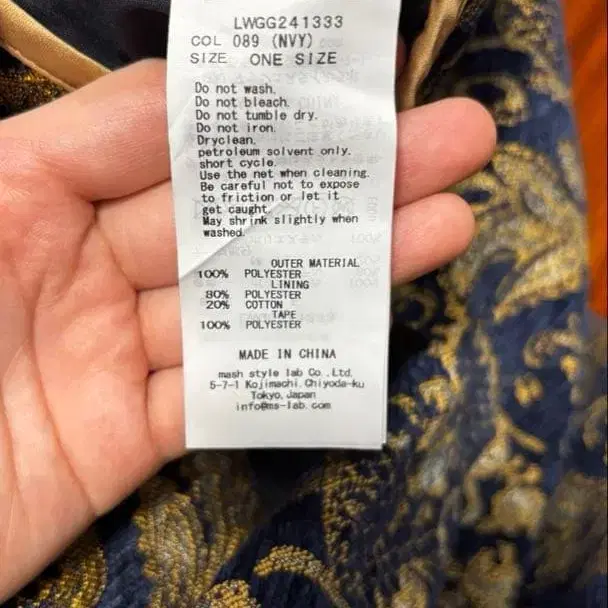 LWGG241333
COL 089 (NVY)
SIZE ONE SIZE
Do not wash.
Do not bleach.
Do not tumble dry.
Do not iron.
Dryclean.
petroleum solvent only.
short cycle.
Use the net when cleaning.
Be careful not to expose
to friction or let it
get caught.
May shrink slightly when
washed.
OUTER MATERIAL
100% POLYESTER
LINING
80% POLYESTER
20% COTTON
TAPE
100% POLYESTER
MADE IN CHINA
mash style lab Co.,Ltd.
5-7-1 Kojimachi, Chiyoda-ku
Tokyo, Japan
info@ms-lab.com